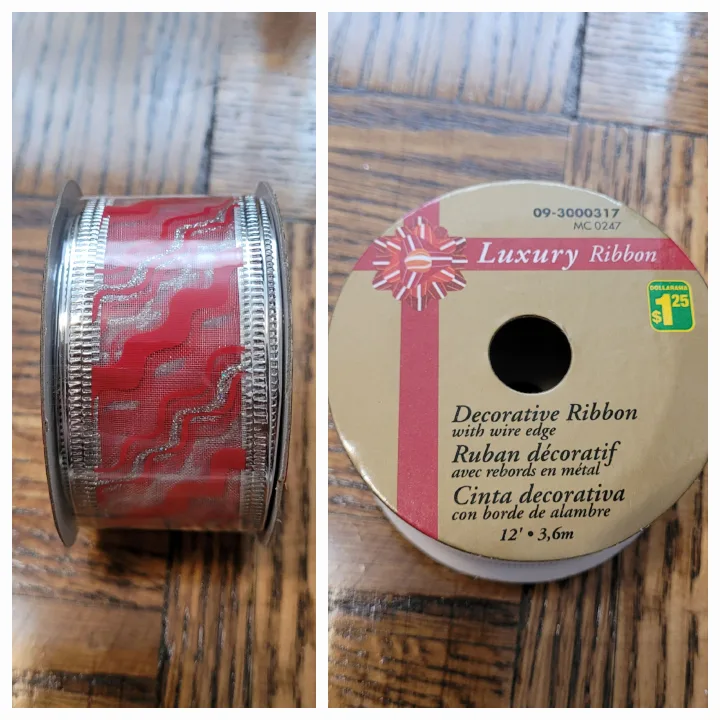 09-3000317
MC 0247
Luxury Ribbon
DOLLARAMA
$1 25
Decorative Ribbon
with wire edge
Ruban décoratif
avec rebords en métal
Cinta decorativa
con borde de alambre
12' • 3,6m